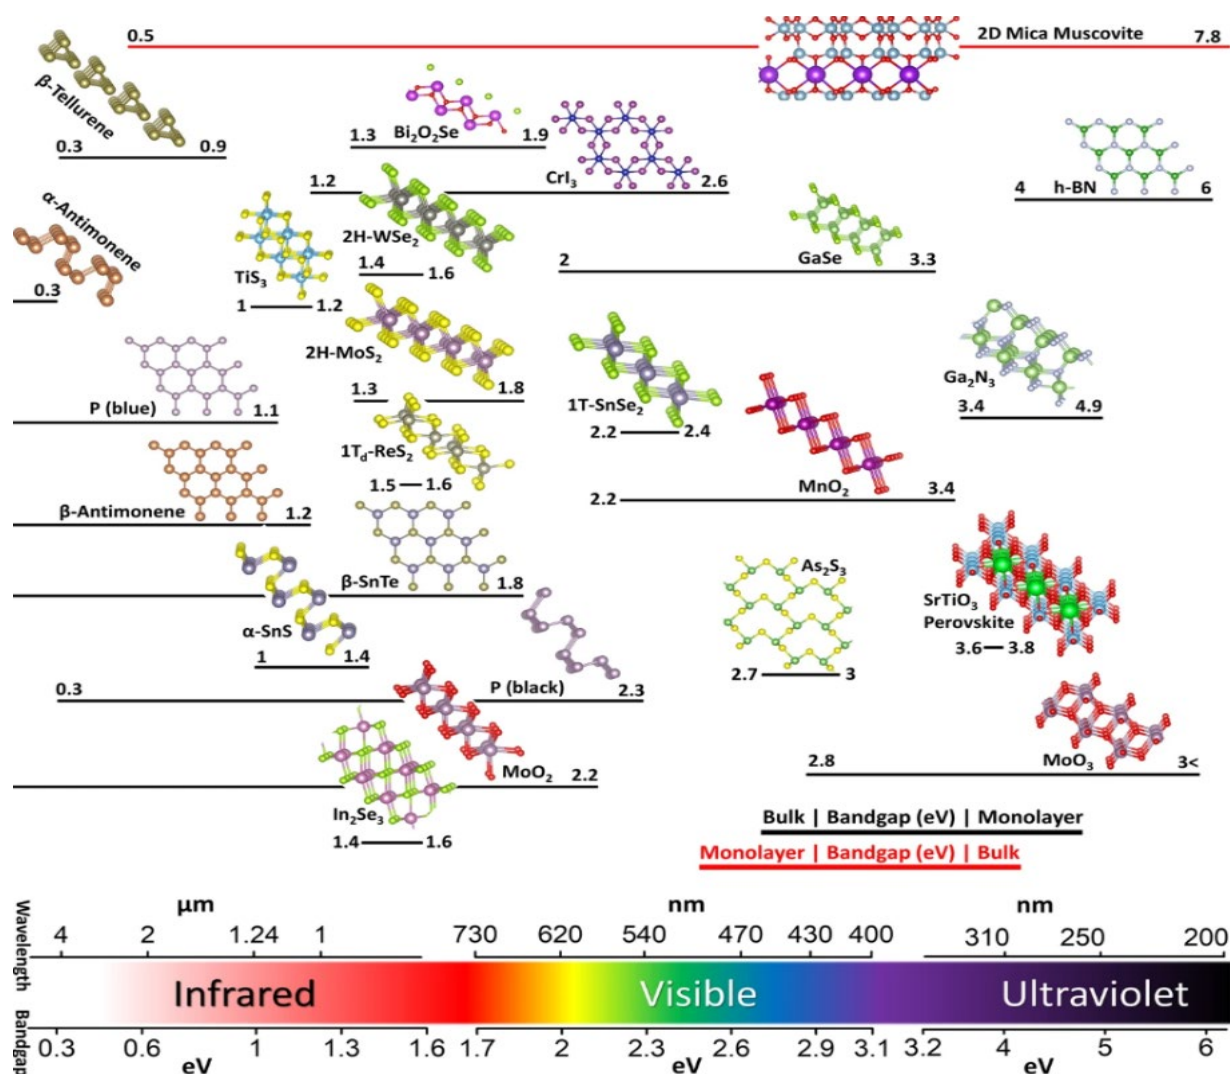 0.5 2D Mica Muscovite 7.8
β-Tellurene
0.3 0.9
Bi₂O₂Se
1.3 1.9
CrI₃
1.2 2.6
h-BN
4 6
α-Antimonene
0.3
TiS₃
1 1.2
2H-WSe₂
1.4 1.6
GaSe
2 3.3
2H-MoS₂
1.3 1.8
P (blue)
1.1
1T-SnSe₂
2.2 2.4
Ga₂N₃
3.4 4.9
1T_d-ReS₂
1.5 1.6
MnO₂
2.2 3.4
β-Antimonene
1.2
β-SnTe
1.8
As₂S₃
2.7 3
SrTiO₃
Perovskite
3.6 3.8
α-SnS
1 1.4
P (black)
0.3 2.3
MoO₂
2.2
MoO₃
2.8 3<
In₂Se₃
1.4 1.6
Bulk | Bandgap (eV) | Monolayer
Monolayer | Bandgap (eV) | Bulk
Wavelength
μm nm nm
4 2 1.24 1 730 620 540 470 430 400 310 250 200
Infrared Visible Ultraviolet
Bandgap
0.3 0.6 1 1.3 1.6 1.7 2 2.3 2.6 2.9 3.1 3.2 4 5 6
eV eV eV